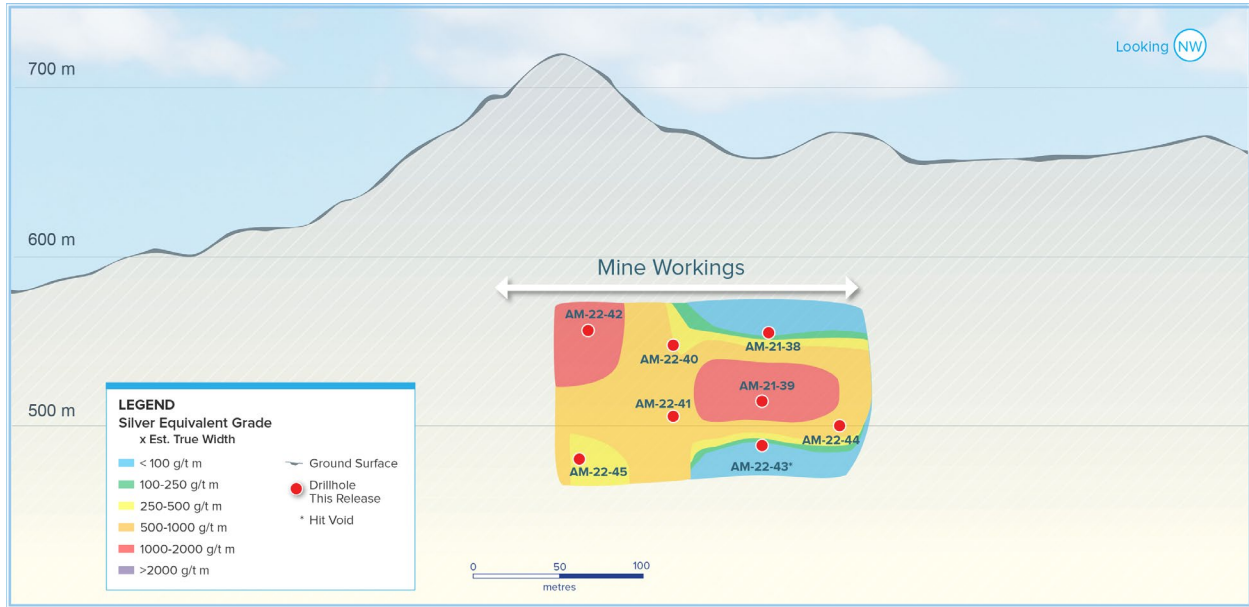 Looking NW
700 m
600 m
500 m
Mine Workings
AM-22-42
AM-21-38
AM-22-40
AM-21-39
AM-22-41
AM-22-44
AM-22-43*
AM-22-45
LEGEND
Silver Equivalent Grade
x Est. True Width
< 100 g/t m
100-250 g/t m
250-500 g/t m
500-1000 g/t m
1000-2000 g/t m
>2000 g/t m
Ground Surface
Drillhole
This Release
* Hit Void
0 50 100
metres